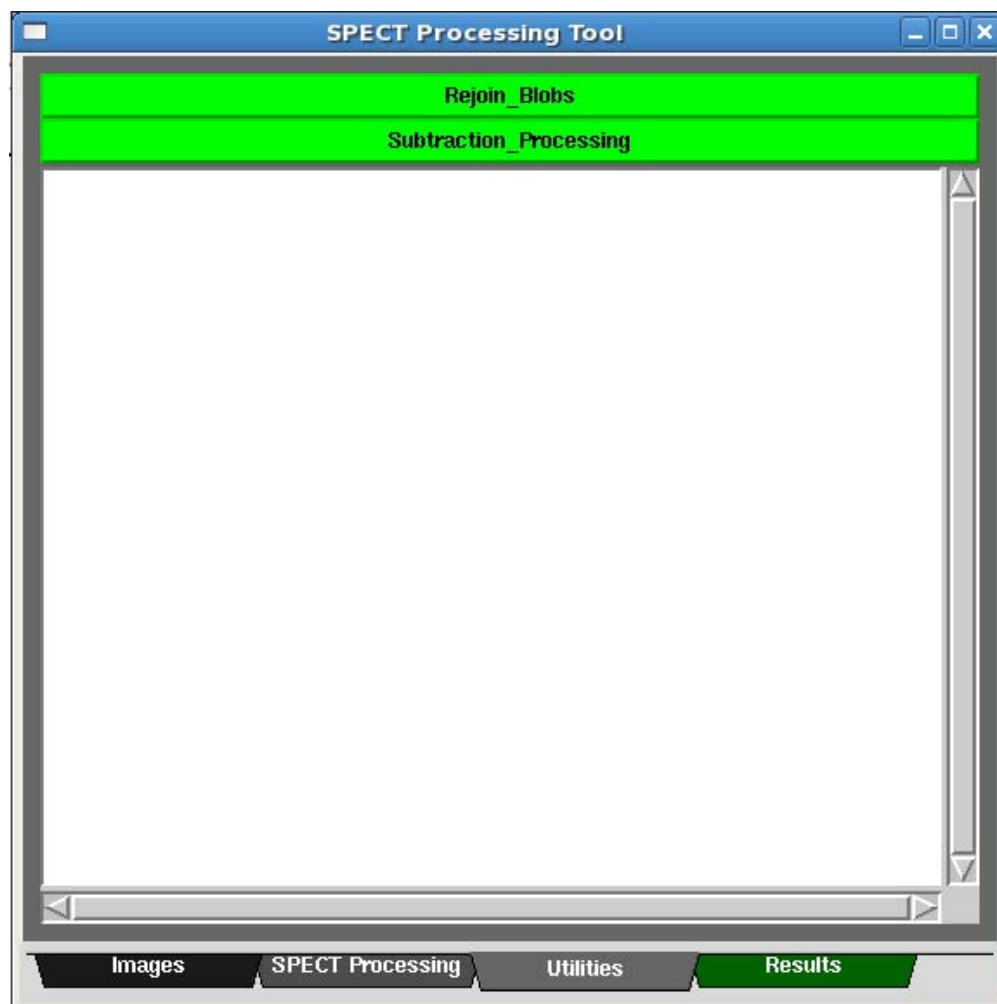 SPECT Processing Tool
Rejoin_Blobs
Subtraction_Processing
Images SPECT Processing Utilities Results